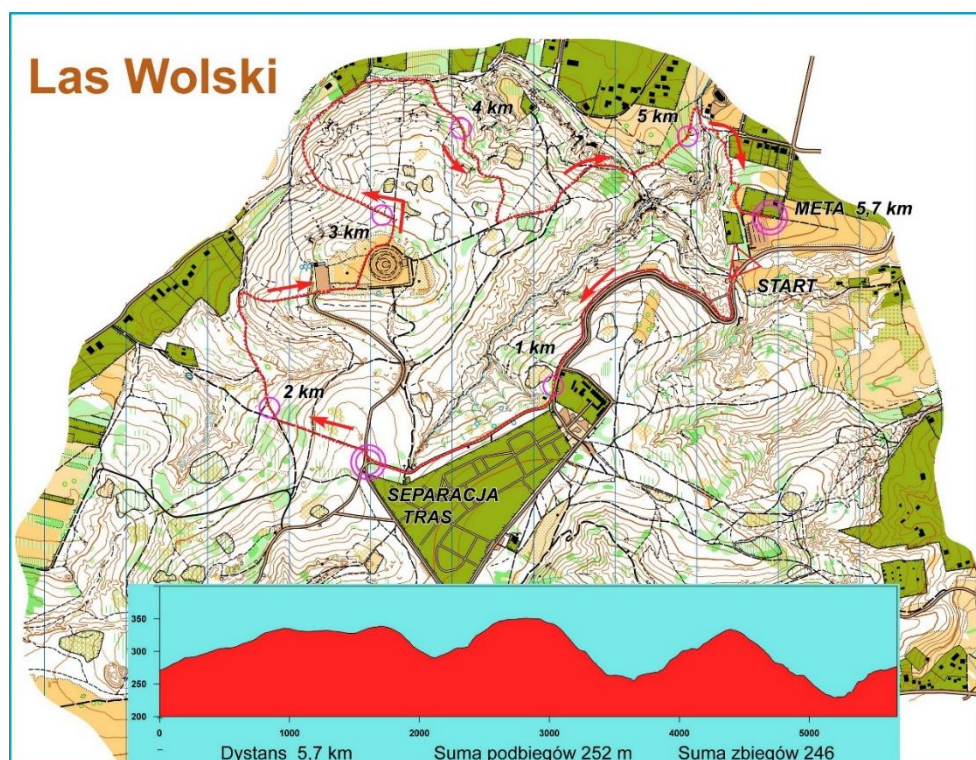 Las Wolski
4 km
5 km
META 5,7 km
3 km
START
1 km
2 km
SEPARACJA
TRAS
350
300
250
200
0
1000
2000
3000
4000
5000
Dystans 5,7 km
Suma podbiegów 252 m
Suma zbiegów 246